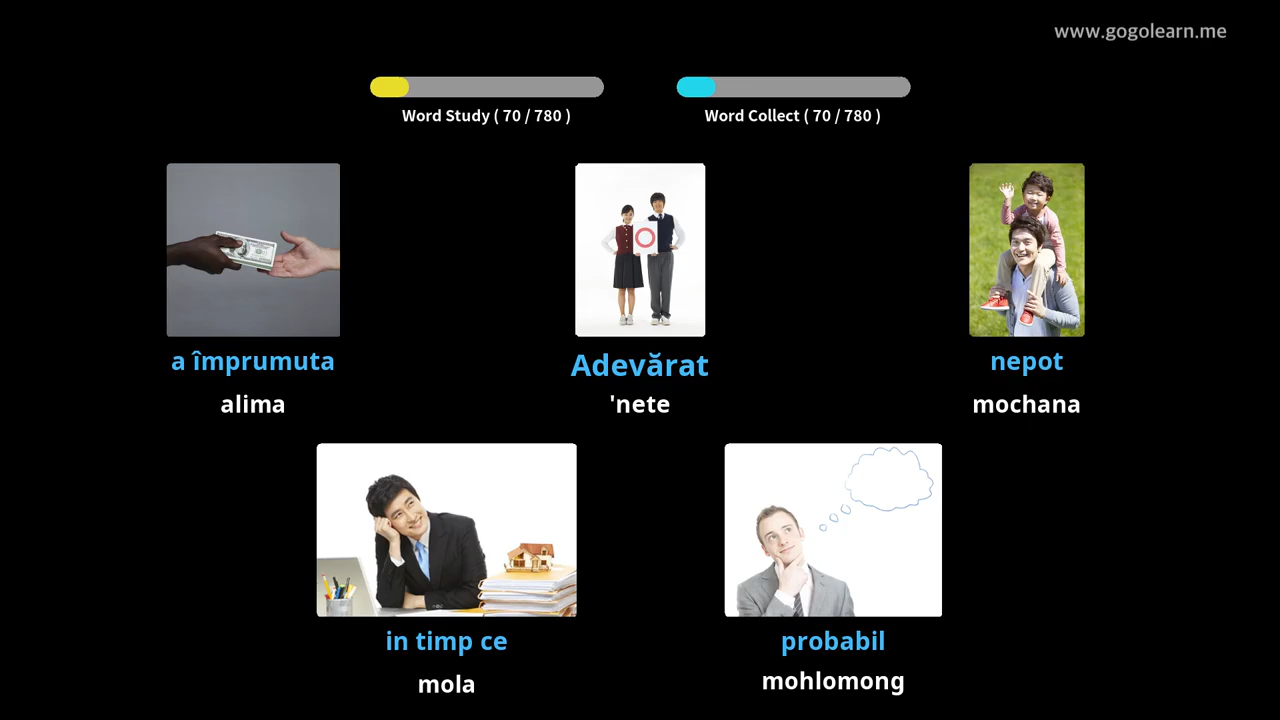 www.gogolearn.me
Word Study ( 70 / 780 )
Word Collect ( 70 / 780 )
a împrumuta
Adevărat
nepot
alima
'nete
mochana
in timp ce
probabil
mola
mohlomong